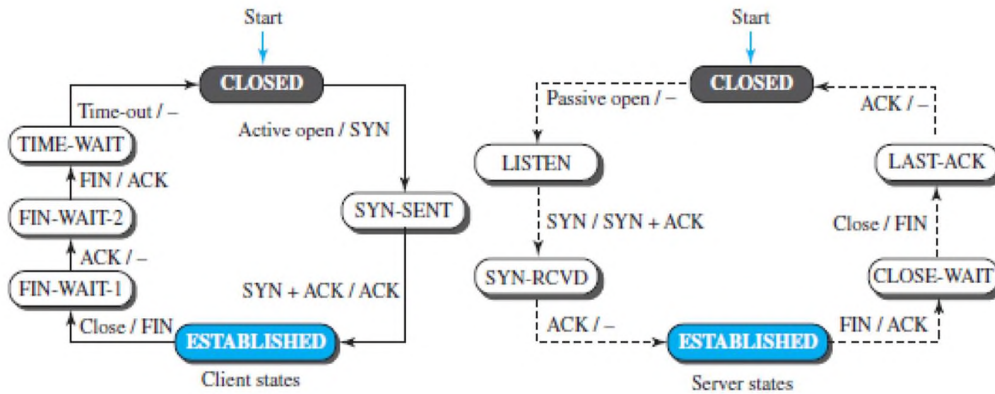 Start
CLOSED
Time-out / –
Active open / SYN
TIME-WAIT
FIN / ACK
FIN-WAIT-2
SYN-SENT
ACK / –
FIN-WAIT-1
SYN + ACK / ACK
Close / FIN
ESTABLISHED
Client states
Start
CLOSED
Passive open / –
ACK / –
LISTEN
LAST-ACK
SYN / SYN + ACK
Close / FIN
SYN-RCVD
CLOSE-WAIT
ACK / –
FIN / ACK
ESTABLISHED
Server states